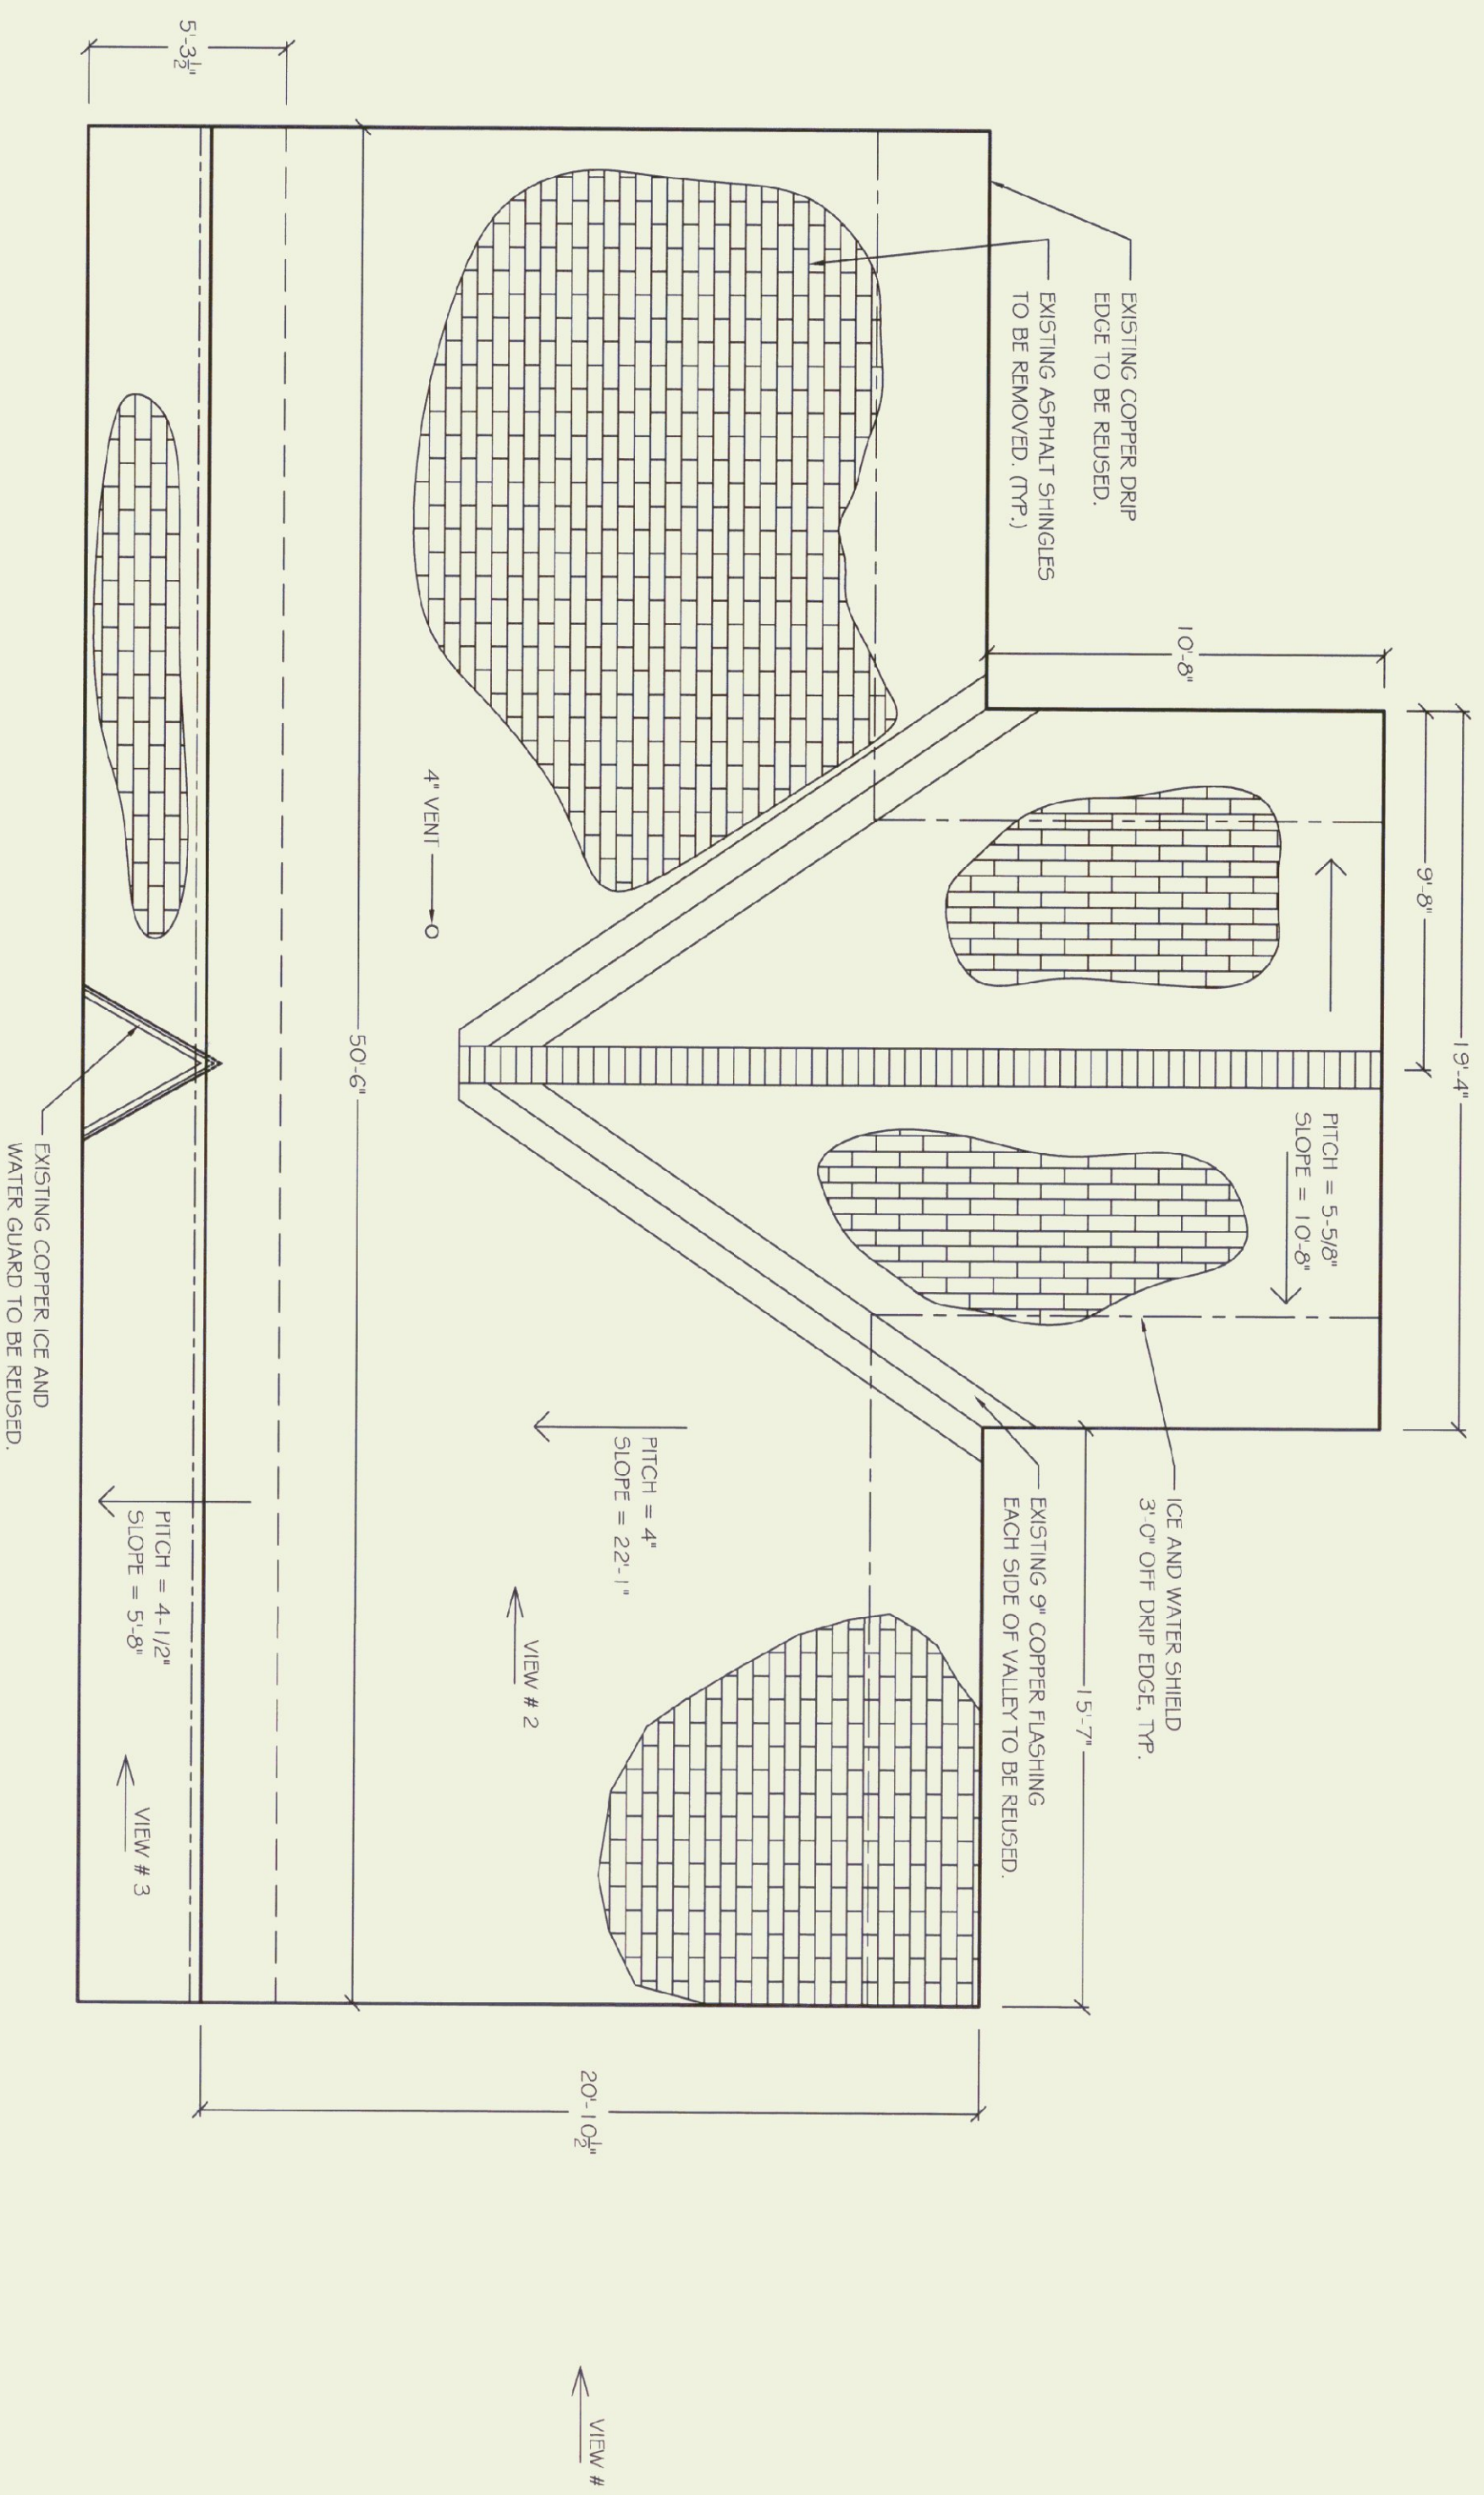 19'-4"
9'-8"
10'-8"
EXISTING COPPER DRIP
EDGE TO BE REUSED.
EXISTING ASPHALT SHINGLES
TO BE REMOVED. (TYP.)
PITCH = 5-5/8"
SLOPE = 10'-8"
ICE AND WATER SHIELD
3'-0" OFF DRIP EDGE, TYP.
15'-7"
EXISTING 9" COPPER FLASHING
EACH SIDE OF VALLEY TO BE REUSED.
PITCH = 4"
SLOPE = 22'-1"
VIEW # 2
VIEW #
20'-10½"
4" VENT
50'-6"
5'-3½"
PITCH = 4-1/2"
SLOPE = 5'-8"
VIEW # 3
EXISTING COPPER ICE AND
WATER GUARD TO BE REUSED.